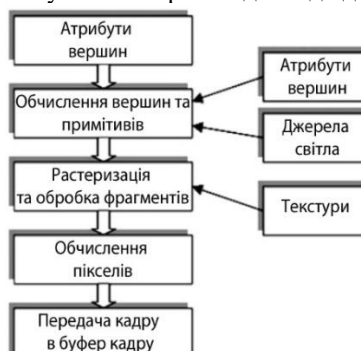 Атрибути
вершин
Атрибути
вершин
Обчислення вершин та
примітивів
Джерела
світла
Растеризація
та обробка фрагментів
Текстури
Обчислення
пікселів
Передача кадру
в буфер кадру